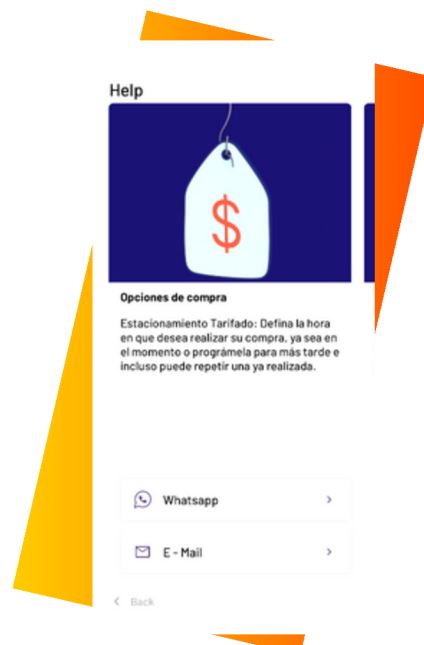 Help
$
Opciones de compra
Estacionamiento Tarifado: Defina la hora
en que desea realizar su compra, ya sea en
el momento o prográmela para más tarde e
incluso puede repetir una ya realizada.
Whatsapp
E - Mail
Back